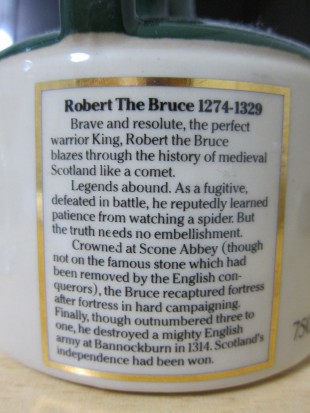 Robert The Bruce 1274-1329
Brave and resolute, the perfect
warrior King, Robert the Bruce
blazes through the history of medieval
Scotland like a comet.
Legends abound. As a fugitive,
defeated in battle, he reputedly learned
patience from watching a spider. But
the truth needs no embellishment.
Crowned at Scone Abbey (though
not on the famous stone which had
been removed by the English con-
querors), the Bruce recaptured fortress
after fortress in hard campaigning.
Finally, though outnumbered three to
one, he destroyed a mighty English
army at Bannockburn in 1314. Scotland's
independence had been won.